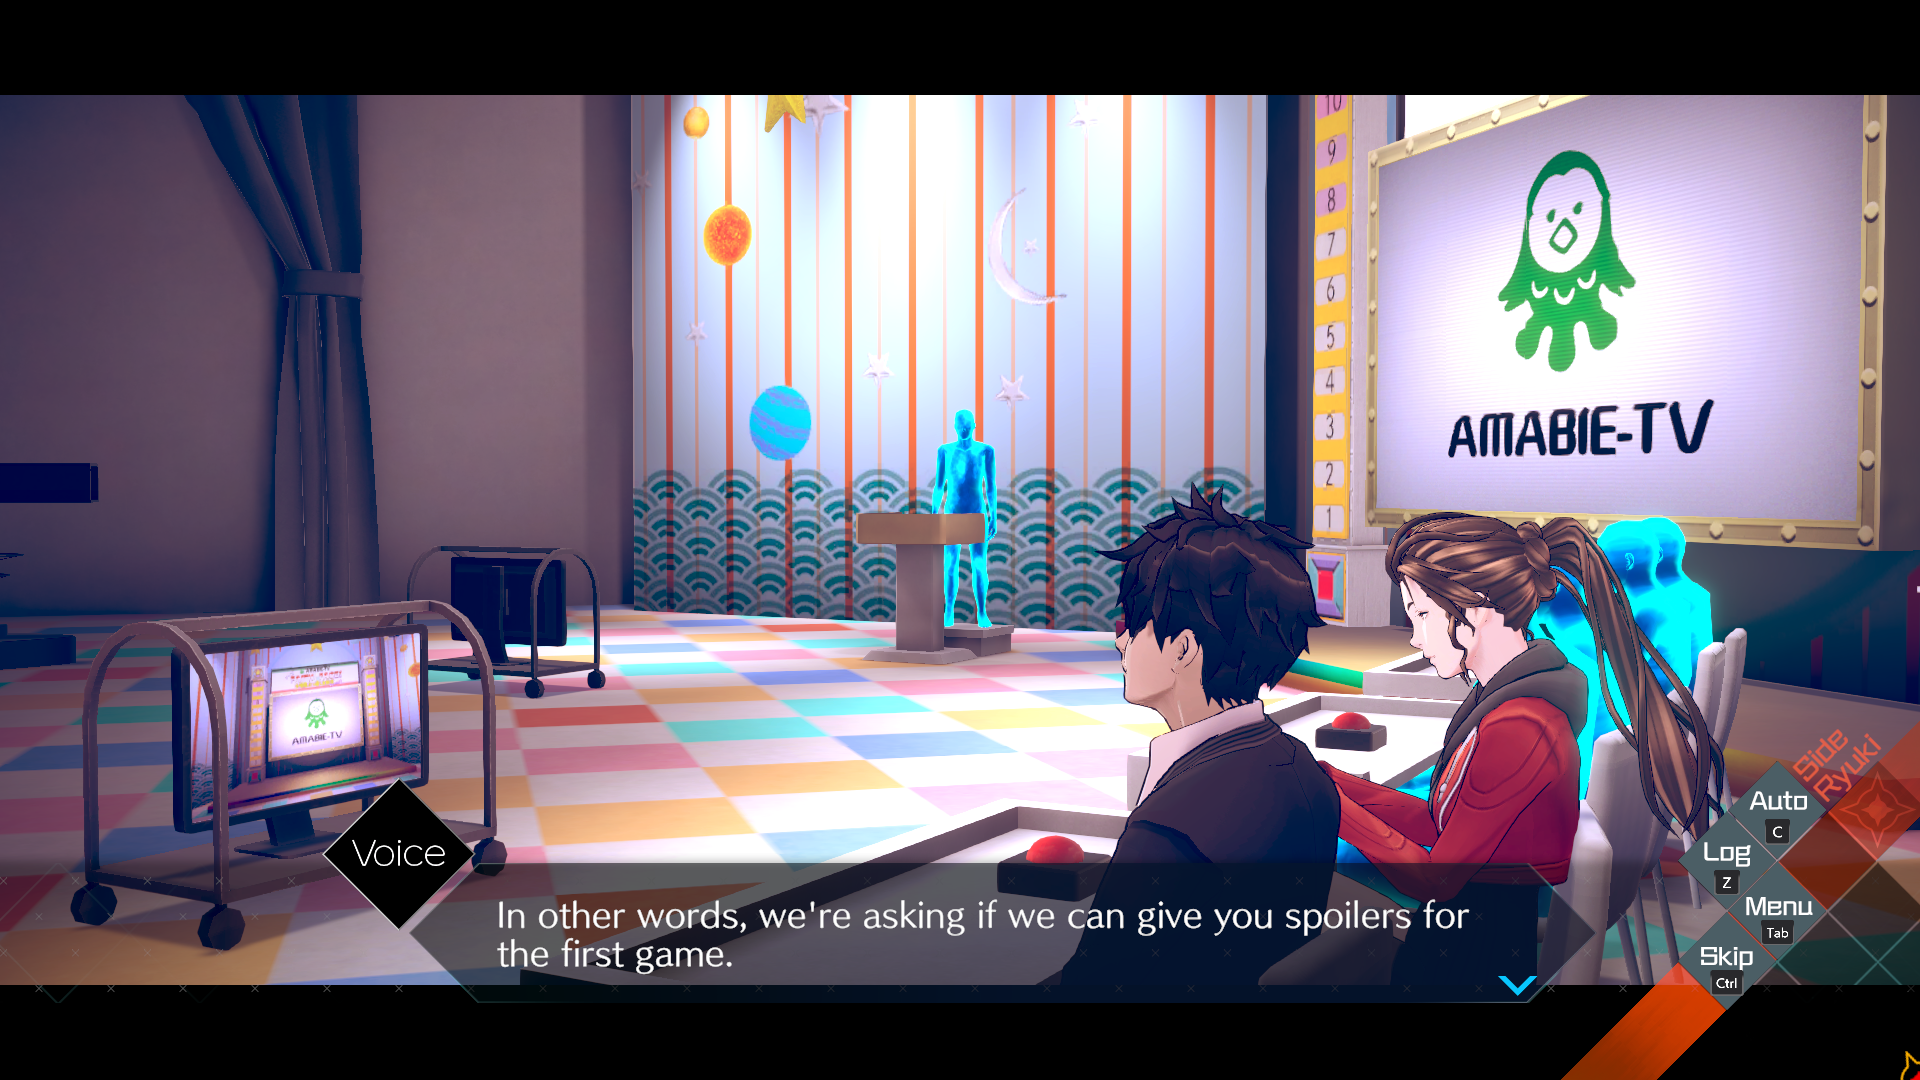 10
9
8
7
6
5
4
3
2
1
AMABIE-TV
AMABIE-TV
Side
Ryuki
Auto
C
Log
Z
Menu
Tab
Skip
Ctrl
Voice
In other words, we're asking if we can give you spoilers for
the first game.